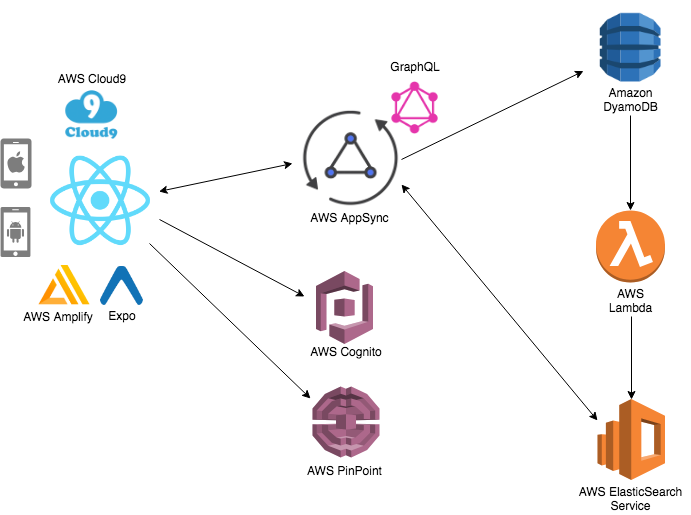 AWS Cloud9
9
Cloud9
AWS Amplify
Expo
GraphQL
AWS AppSync
AWS Cognito
AWS PinPoint
Amazon
DyamoDB
λ
AWS
Lambda
AWS ElasticSearch
Service